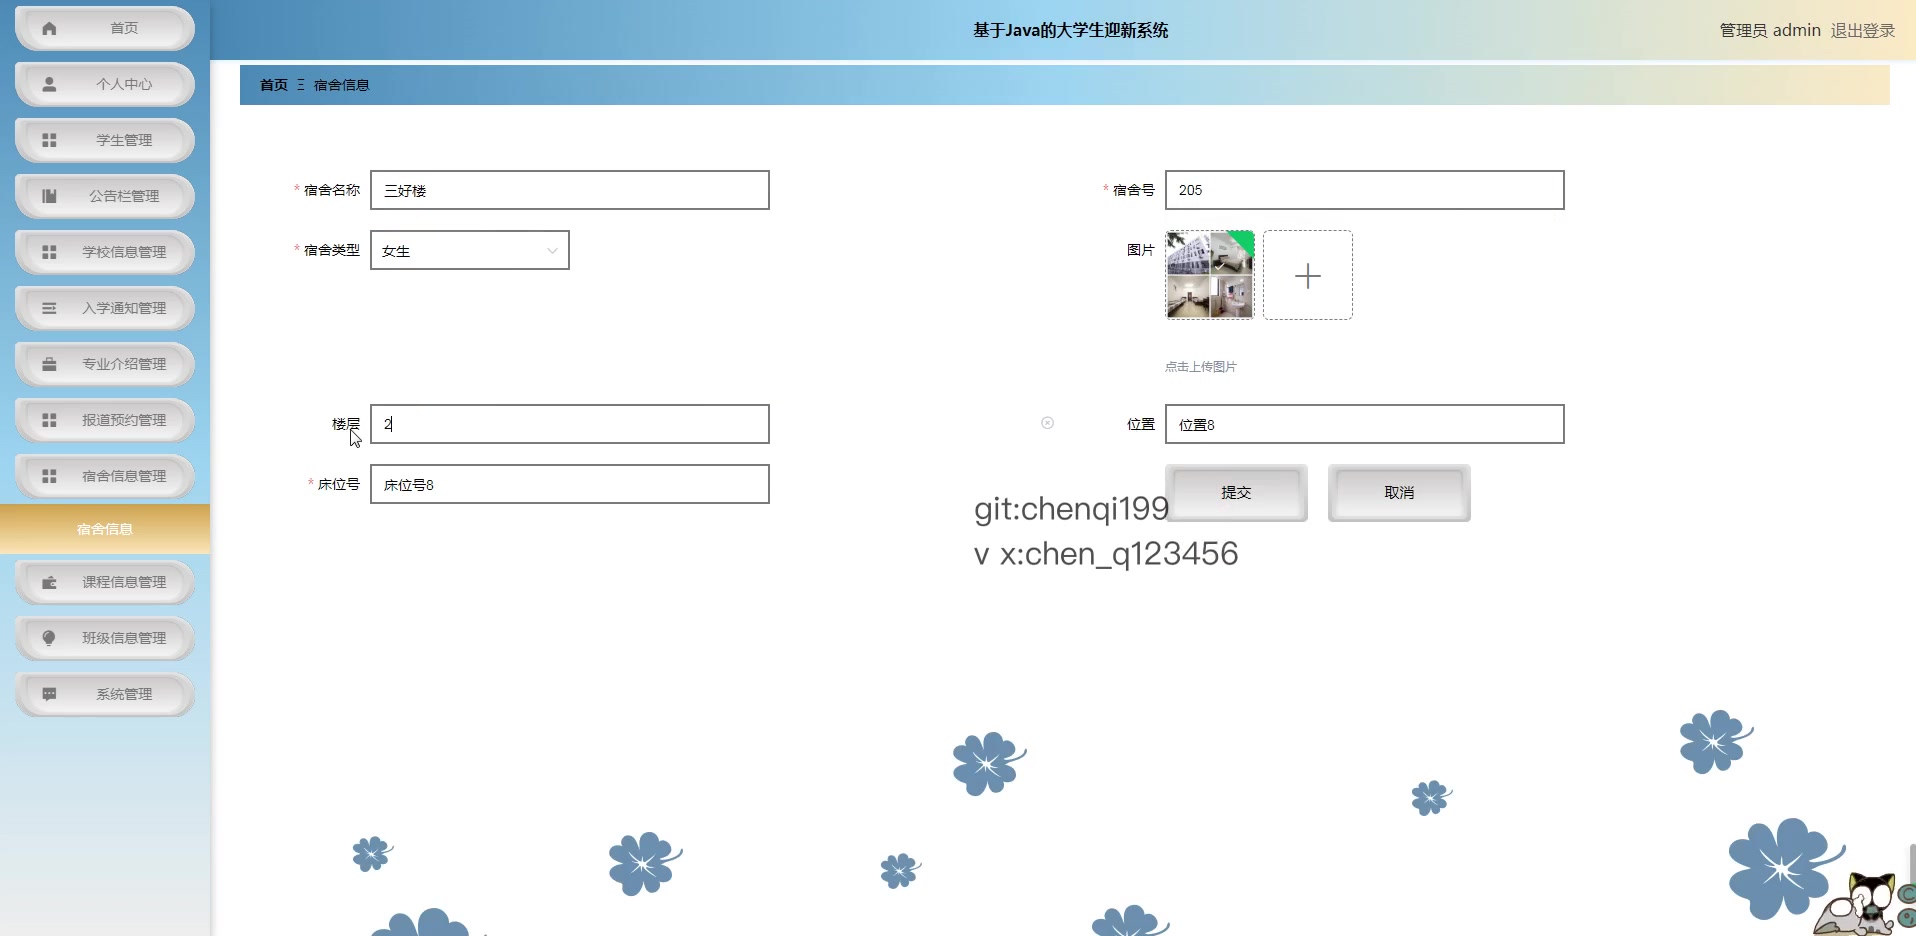 基于Java的大学生迎新系统
管理员 admin 退出登录
首页
个人中心
学生管理
公告栏管理
学校信息管理
入学通知管理
专业介绍管理
报道预约管理
宿舍信息管理
宿舍信息
课程信息管理
班级信息管理
系统管理
首页 Ξ 宿舍信息
* 宿舍名称 三好楼
* 宿舍号 205
* 宿舍类型 女生
图片
点击上传图片
楼层 2
位置 位置8
* 床位号 床位号8
提交 取消
git:chenqi199
v x:chen_q123456